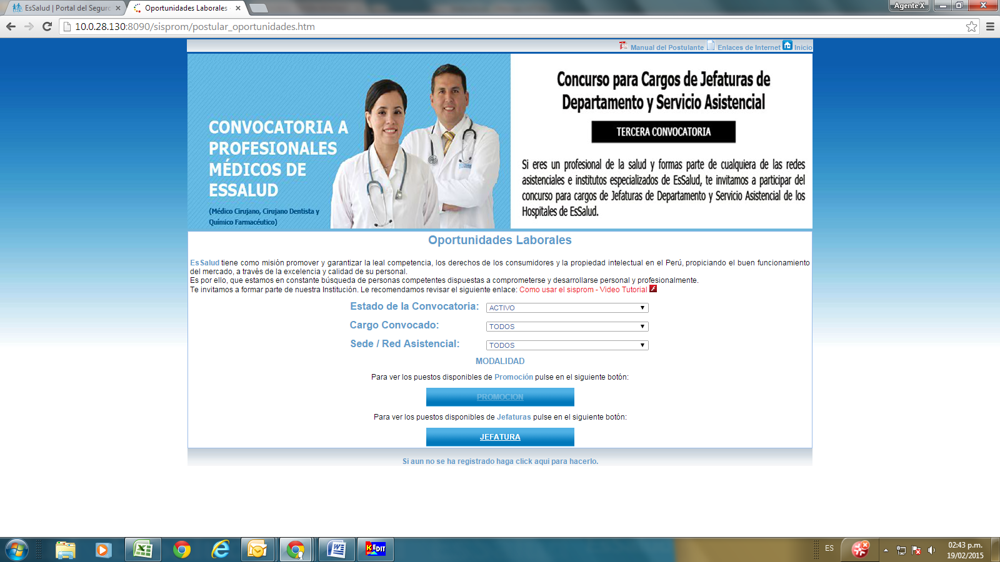 EsSalud | Portal del Seguro
Oportunidades Laborales
Agente X
10.0.28.130:8090/sisprom/postular_oportunidades.htm
Manual del Postulante Enlaces de Internet Inicio
CONVOCATORIA A
PROFESIONALES
MÉDICOS DE
ESSALUD
(Médico Cirujano, Cirujano Dentista y
Químico Farmacéutico)
Concurso para Cargos de Jefaturas de
Departamento y Servicio Asistencial
TERCERA CONVOCATORIA
Si eres un profesional de la salud y formas parte de cualquiera de las redes
asistenciales e institutos especializados de EsSalud, te invitamos a participar del
concurso para cargos de Jefaturas de Departamento y Servicio Asistencial de los
Hospitales de EsSalud.
Oportunidades Laborales
EsSalud tiene como misión promover y garantizar la leal competencia, los derechos de los consumidores y la propiedad intelectual en el Perú, propiciando el buen funcionamiento
del mercado, a través de la excelencia y calidad de su personal.
Es por ello, que estamos en constante búsqueda de personas competentes dispuestas a comprometerse y desarrollarse personal y profesionalmente.
Te invitamos a formar parte de nuestra Institución. Le recomendamos revisar el siguiente enlace: Como usar el sisprom - Video Tutorial
Estado de la Convocatoria: ACTIVO
Cargo Convocado: TODOS
Sede / Red Asistencial: TODOS
MODALIDAD
Para ver los puestos disponibles de Promoción pulse en el siguiente botón:
PROMOCION
Para ver los puestos disponibles de Jefaturas pulse en el siguiente botón:
JEFATURA
Si aun no se ha registrado haga click aqui para hacerlo.
KEDIT
ES
02:43 p.m.
19/02/2015